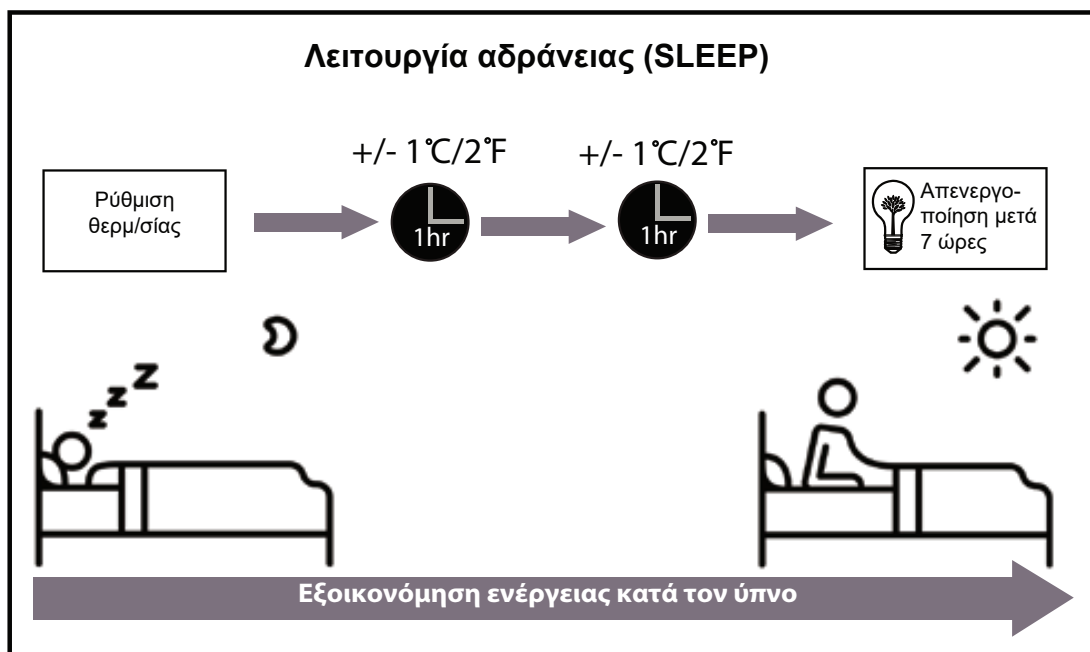 Λειτουργία αδράνειας (SLEEP)
+/- 1℃/2℉
+/- 1℃/2℉
Ρύθμιση
θερμ/σίας
1hr
1hr
Απενεργο-
ποίηση μετά
7 ώρες
z z Z
Εξοικονόμηση ενέργειας κατά τον ύπνο